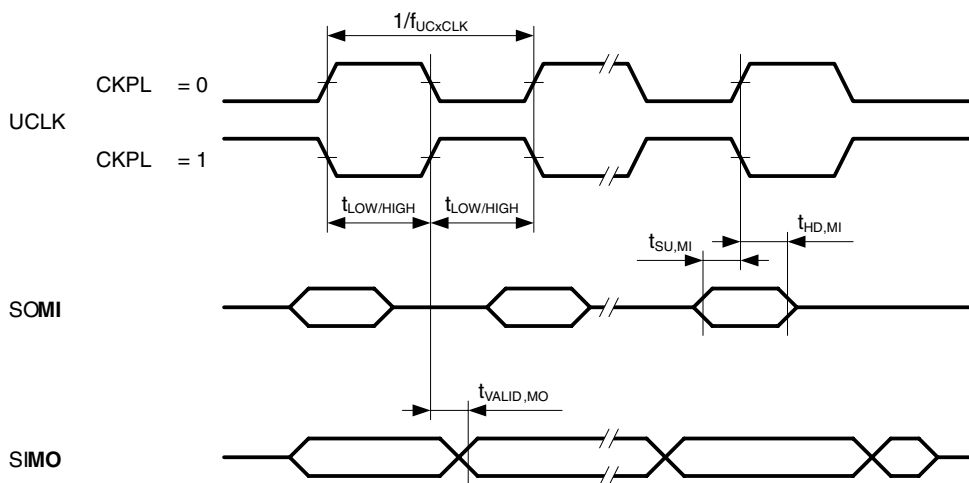 1/fUCxCLK
CKPL = 0
UCLK
CKPL = 1
tLOW/HIGH tLOW/HIGH
tHD,MI
tSU,MI
SOMI
tVALID,MO
SIMO